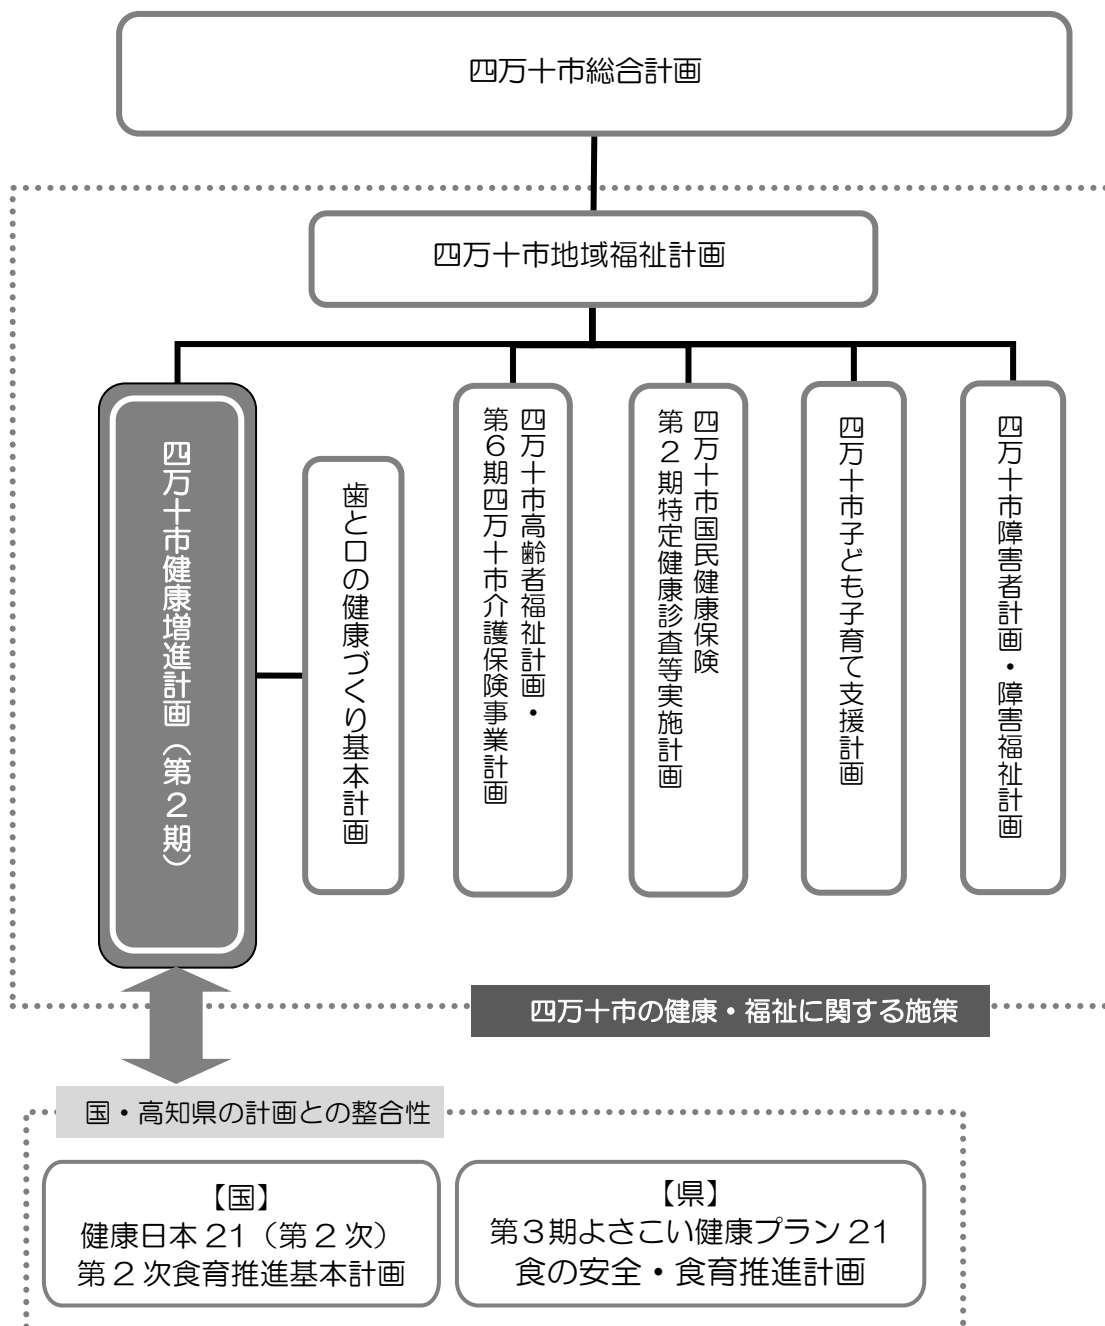 四万十市総合計画
四万十市地域福祉計画
四万十市健康増進計画（第２期）
歯と口の健康づくり基本計画
四万十市高齢者福祉計画・
第６期四万十市介護保険事業計画
四万十市国民健康保険
第２期特定健康診査等実施計画
四万十市子ども子育て支援計画
四万十市障害者計画・障害福祉計画
四万十市の健康・福祉に関する施策
国・高知県の計画との整合性
【国】
健康日本 21（第２次）
第２次食育推進基本計画
【県】
第３期よさこい健康プラン 21
食の安全・食育推進計画